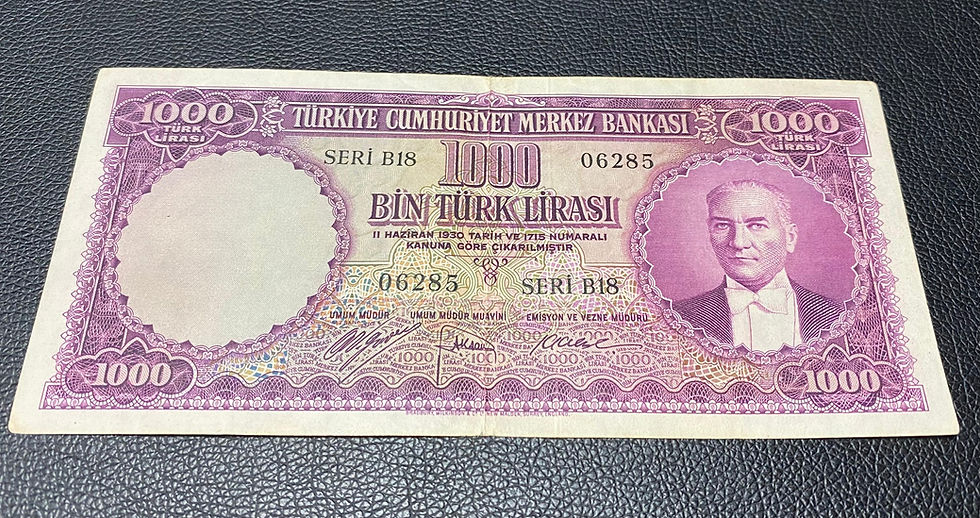 1000 TÜRKİYE CUMHURİYET MERKEZ BANKASI 1000
TÜRK LİRASI TÜRK LİRASI
SERİ B18 1000 06285
BİN TÜRK LİRASI
11 HAZİRAN 1930 TARİH VE 1715 NUMARALI
KANUNA GÖRE ÇIKARILMIŞTIR
06285 SERİ B18
UMUM MÜDÜR UMUM MÜDÜR MUAVİNİ EMİSYON VE VEZNE MÜDÜRÜ
1000 1000